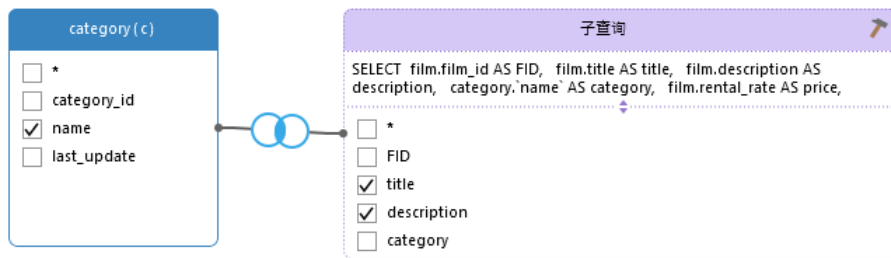 category(c)
*
category_id
name
last_update
子查询
SELECT film.film_id AS FID, film.title AS title, film.description AS
description, category.`name` AS category, film.rental_rate AS price,
*
FID
title
description
category